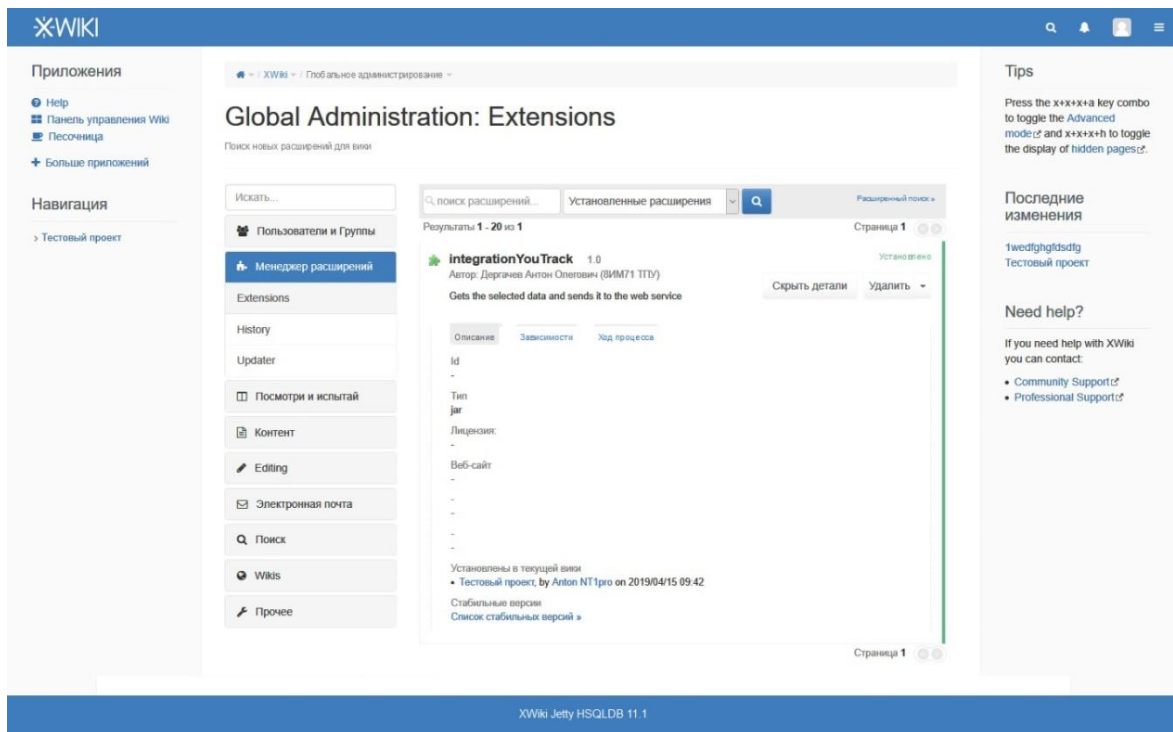 XWIKI
Приложения
Help
Панель управления Wiki
Песочница
Больше приложений
Навигация
Тестовый проект
/ XWiki / Глобальное администрирование
Global Administration: Extensions
Поиск новых расширений для вики
Искать...
Пользователи и Группы
Менеджер расширений
Extensions
History
Updater
Посмотри и испытай
Контент
Editing
Электронная почта
Поиск
Wikis
Прочее
поиск расширений... Установленные расширения Расширенный поиск »
Результаты 1 - 20 из 1 Страница 1
integrationYouTrack 1.0 Установлено
Автор: Дергачев Антон Олегович (8ИМ71 ТПУ)
Gets the selected data and sends it to the web service
Скрыть детали Удалить
Описание Зависимости Ход процесса
Id
-
Тип
jar
Лицензия:
-
Веб-сайт
-
-
-
-
-
Установлены в текущей вики
• Тестовый проект, by Anton NT1pro on 2019/04/15 09:42
Стабильные версии
Список стабильных версий »
Страница 1
Tips
Press the x+x+x+a key combo
to toggle the Advanced
mode and x+x+x+h to toggle
the display of hidden pages.
Последние
изменения
1wedfghgfdsdfg
Тестовый проект
Need help?
If you need help with XWiki
you can contact:
• Community Support
• Professional Support
XWiki Jetty HSQLDB 11.1